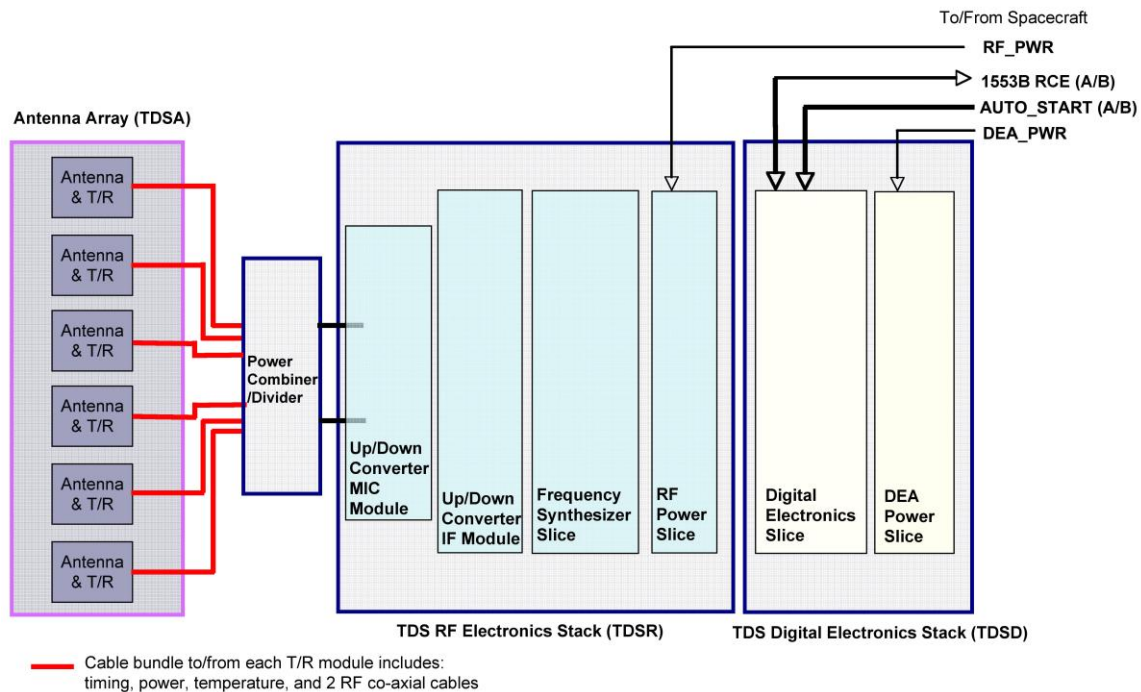 To/From Spacecraft
RF_PWR
1553B RCE (A/B)
AUTO_START (A/B)
DEA_PWR
Antenna Array (TDSA)
Antenna
& T/R
Antenna
& T/R
Antenna
& T/R
Antenna
& T/R
Antenna
& T/R
Antenna
& T/R
Power
Combiner
/Divider
Up/Down
Converter
MIC
Module
Up/Down
Converter
IF Module
Frequency
Synthesizer
Slice
RF
Power
Slice
Digital
Electronics
Slice
DEA
Power
Slice
TDS RF Electronics Stack (TDSR)
TDS Digital Electronics Stack (TDSD)
Cable bundle to/from each T/R module includes:
timing, power, temperature, and 2 RF co-axial cables